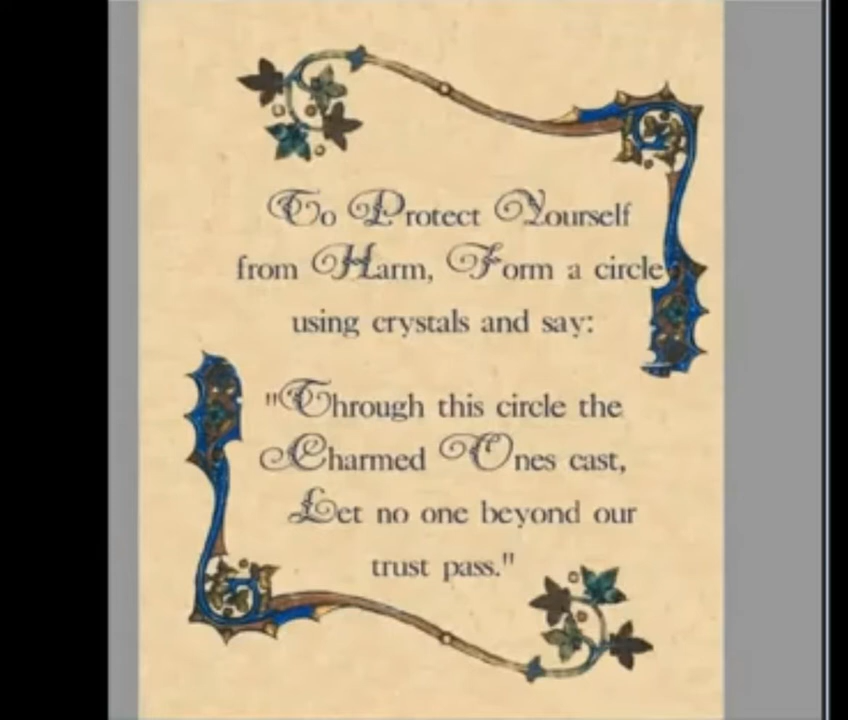 To Protect Yourself
from Harm, Form a circle
using crystals and say:
"Through this circle the
Charmed Ones cast,
Let no one beyond our
trust pass."